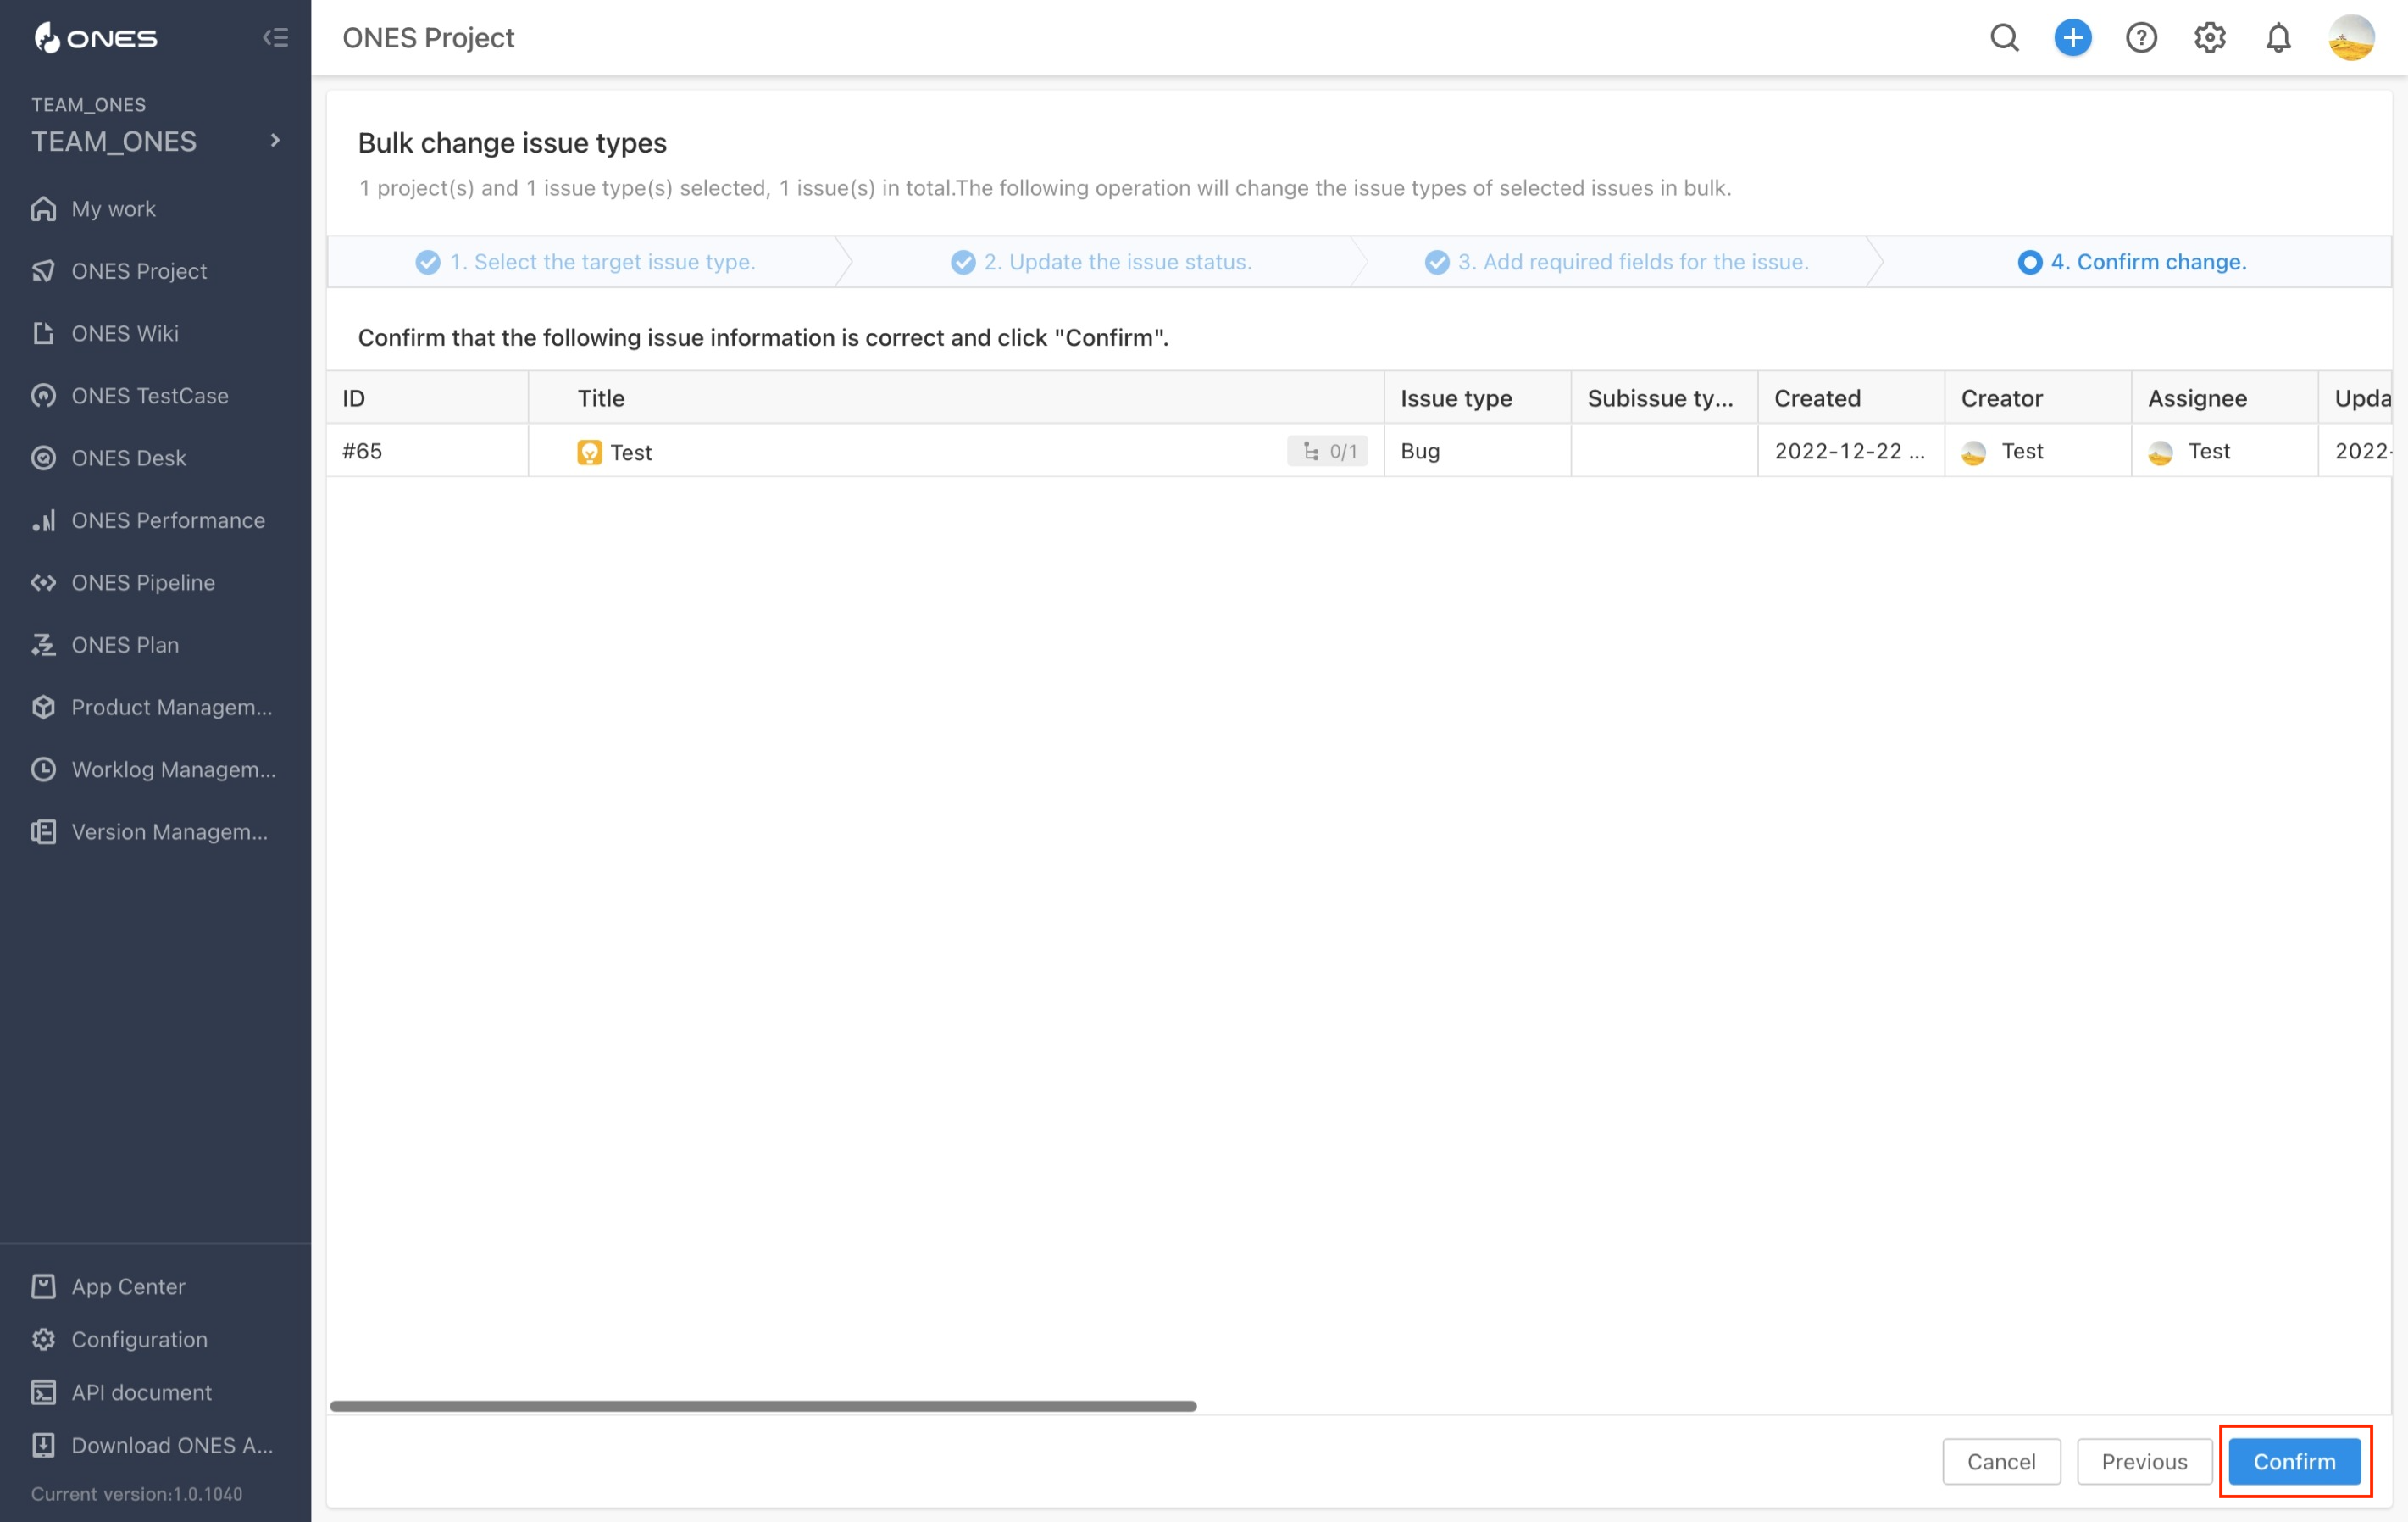 ONES
TEAM_ONES
TEAM_ONES
My work
ONES Project
ONES Wiki
ONES TestCase
ONES Desk
ONES Performance
ONES Pipeline
ONES Plan
Product Managem...
Worklog Managem...
Version Managem...
App Center
Configuration
API document
Download ONES A...
Current version:1.0.1040
ONES Project
Bulk change issue types
1 project(s) and 1 issue type(s) selected, 1 issue(s) in total.The following operation will change the issue types of selected issues in bulk.
1. Select the target issue type. 2. Update the issue status. 3. Add required fields for the issue. 4. Confirm change.
Confirm that the following issue information is correct and click "Confirm".
ID Title Issue type Subissue ty... Created Creator Assignee Upda
#65 Test 0/1 Bug 2022-12-22 ... Test Test 2022-
Cancel Previous Confirm